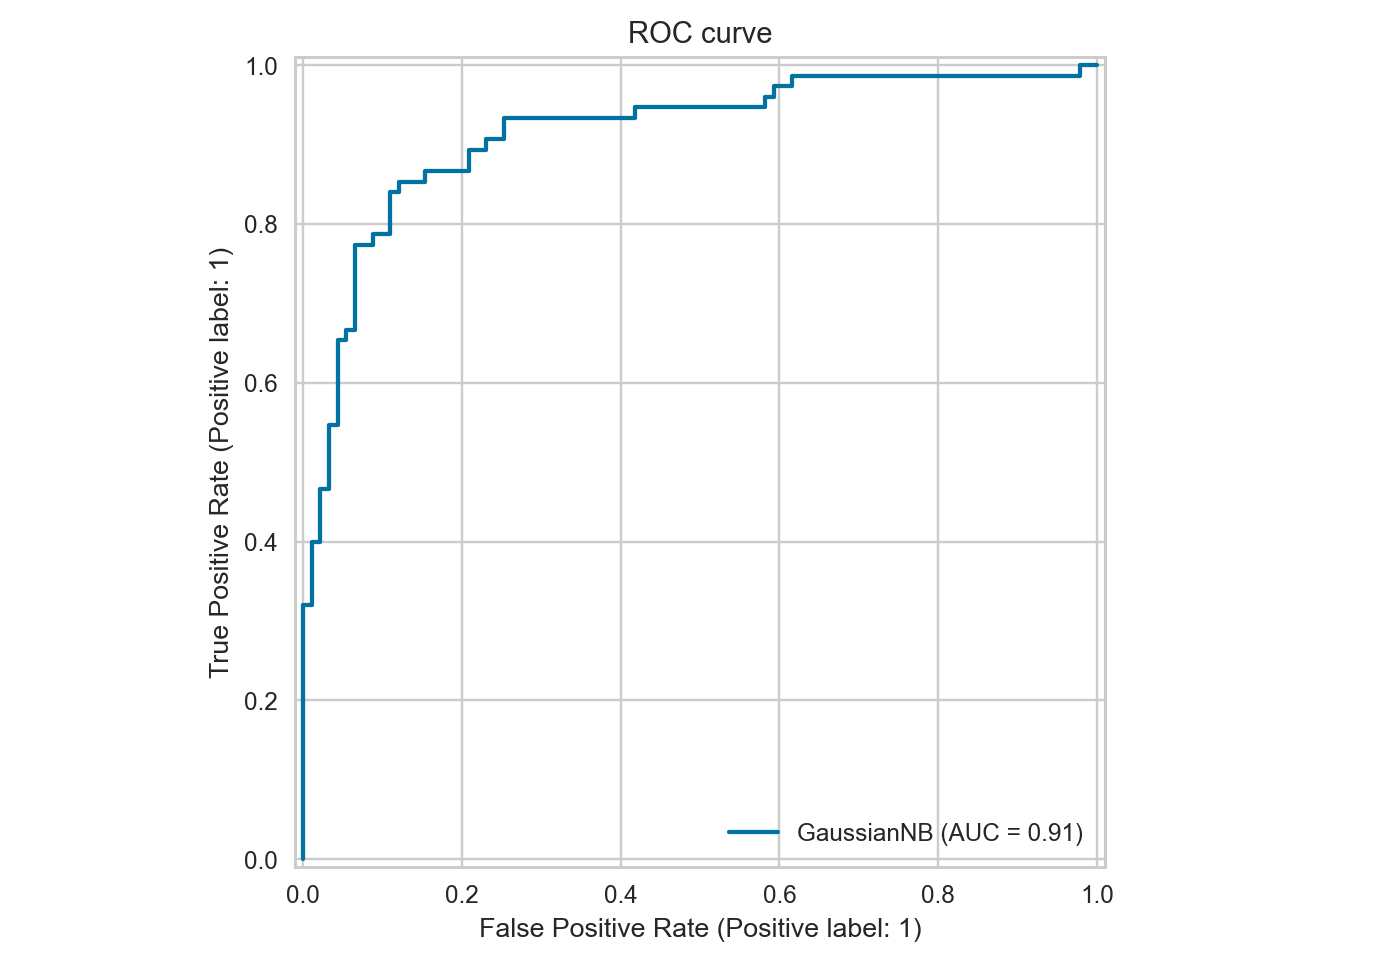 ROC curve
1.0
0.8
0.6
0.4
0.2
0.0
True Positive Rate (Positive label: 1)
GaussianNB (AUC = 0.91)
0.0 0.2 0.4 0.6 0.8 1.0
False Positive Rate (Positive label: 1)